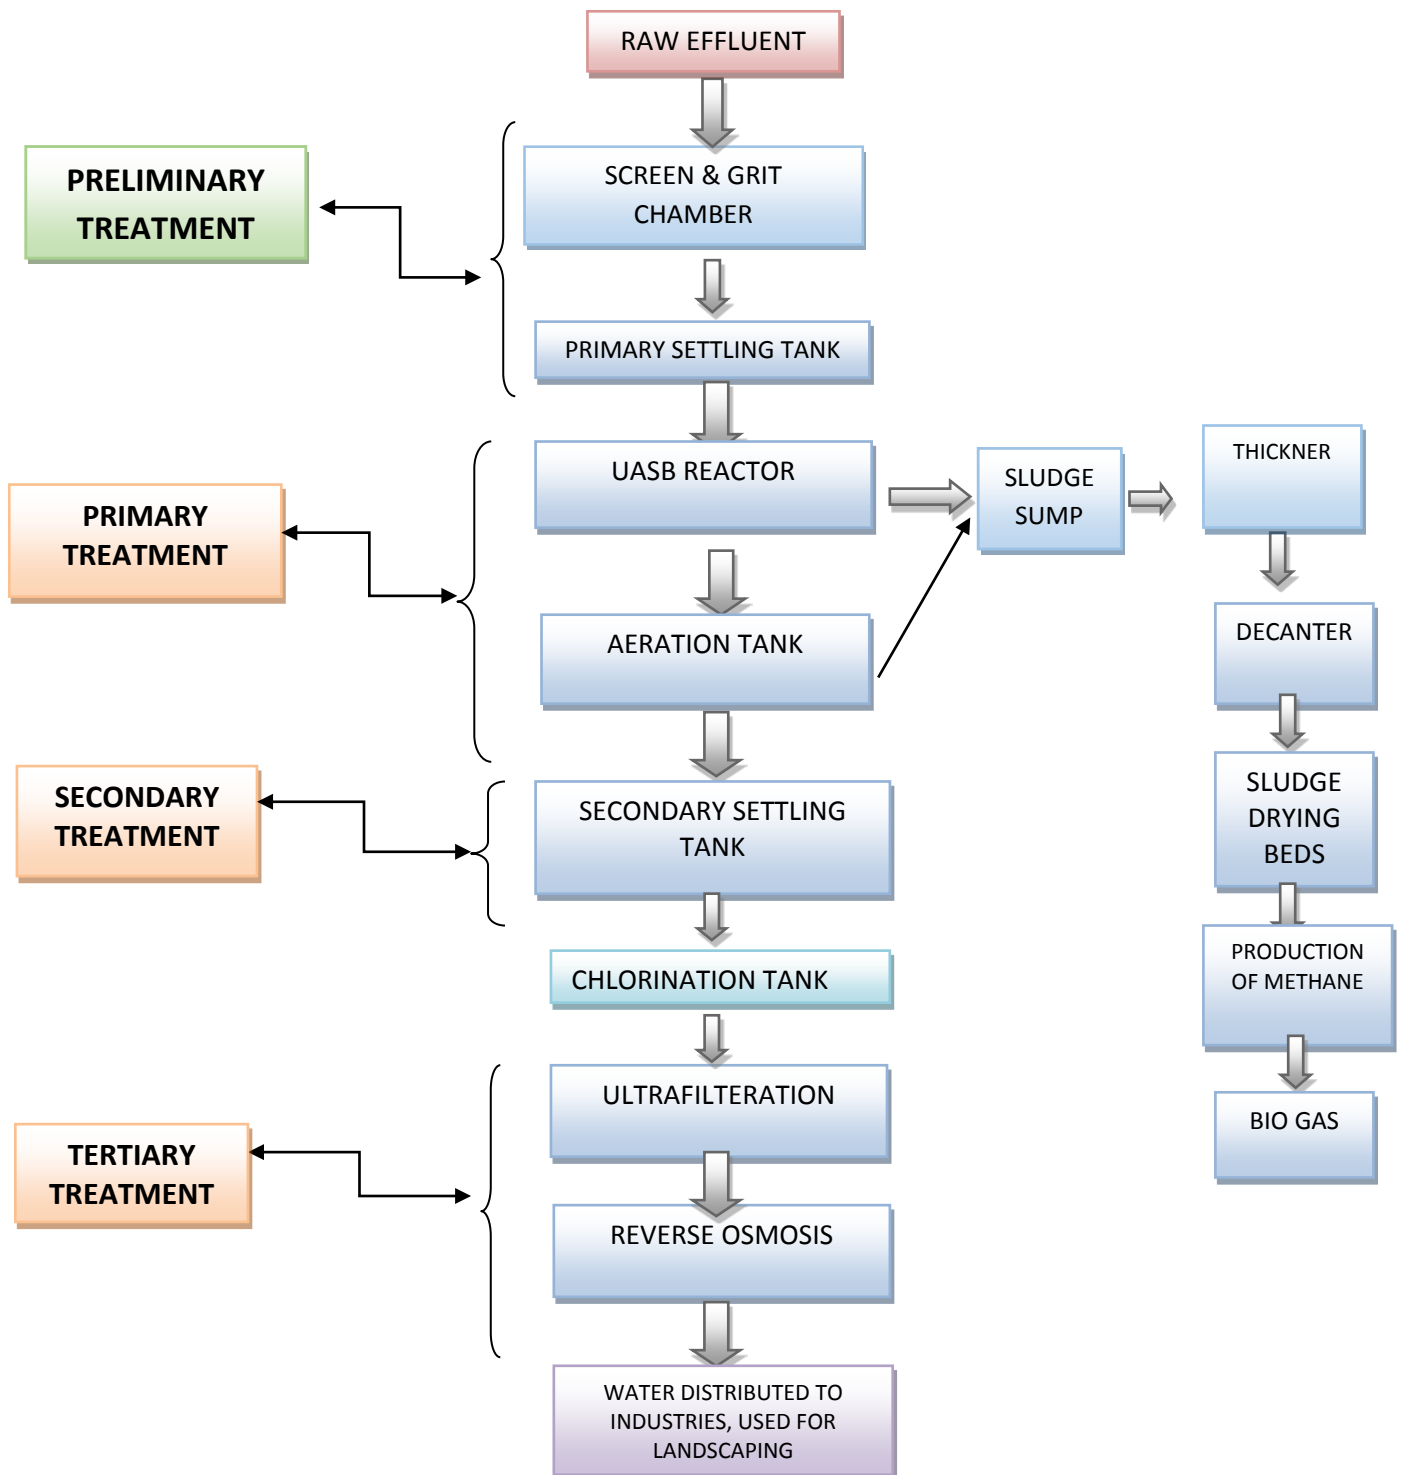 RAW EFFLUENT
PRELIMINARY
TREATMENT
SCREEN & GRIT
CHAMBER
PRIMARY SETTLING TANK
PRIMARY
TREATMENT
UASB REACTOR
SLUDGE
SUMP
THICKNER
AERATION TANK
DECANTER
SECONDARY
TREATMENT
SECONDARY SETTLING
TANK
SLUDGE
DRYING
BEDS
CHLORINATION TANK
PRODUCTION
OF METHANE
ULTRAFILTERATION
BIO GAS
TERTIARY
TREATMENT
REVERSE OSMOSIS
WATER DISTRIBUTED TO
INDUSTRIES, USED FOR
LANDSCAPING